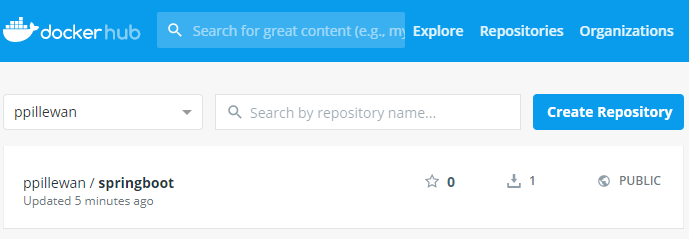 dockerhub Search for great content (e.g., my Explore Repositories Organizations
ppillewan Search by repository name... Create Repository
ppillewan / springboot 0 1 PUBLIC
Updated 5 minutes ago